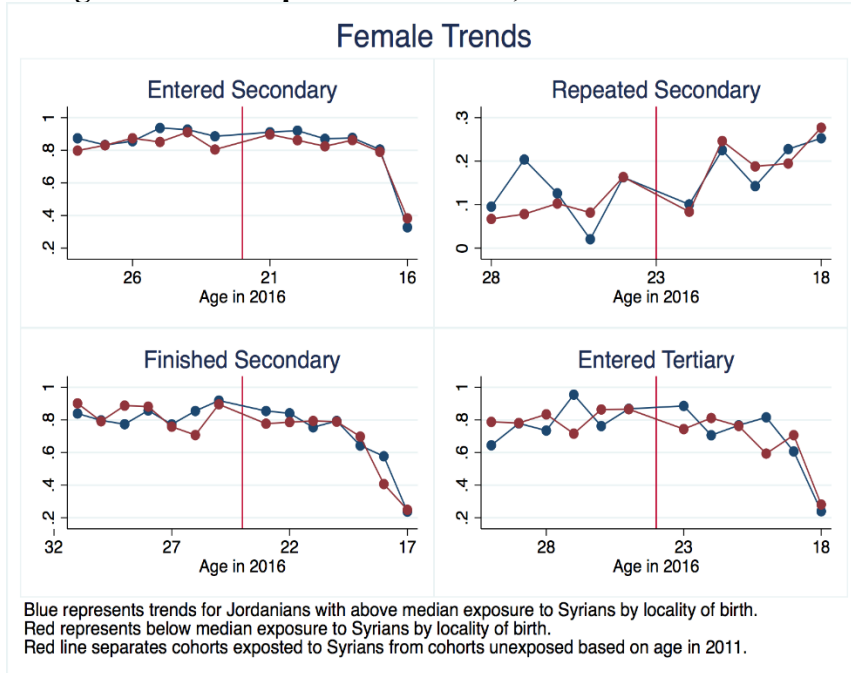 Female Trends
Entered Secondary
1
.8
.6
.4
.2
26
21
16
Age in 2016
Repeated Secondary
.3
.2
.1
0
28
23
18
Age in 2016
Finished Secondary
1
.8
.6
.4
.2
32
27
22
17
Age in 2016
Entered Tertiary
1
.8
.6
.4
.2
28
23
18
Age in 2016
Blue represents trends for Jordanians with above median exposure to Syrians by locality of birth.
Red represents below median exposure to Syrians by locality of birth.
Red line separates cohorts exposted to Syrians from cohorts unexposed based on age in 2011.